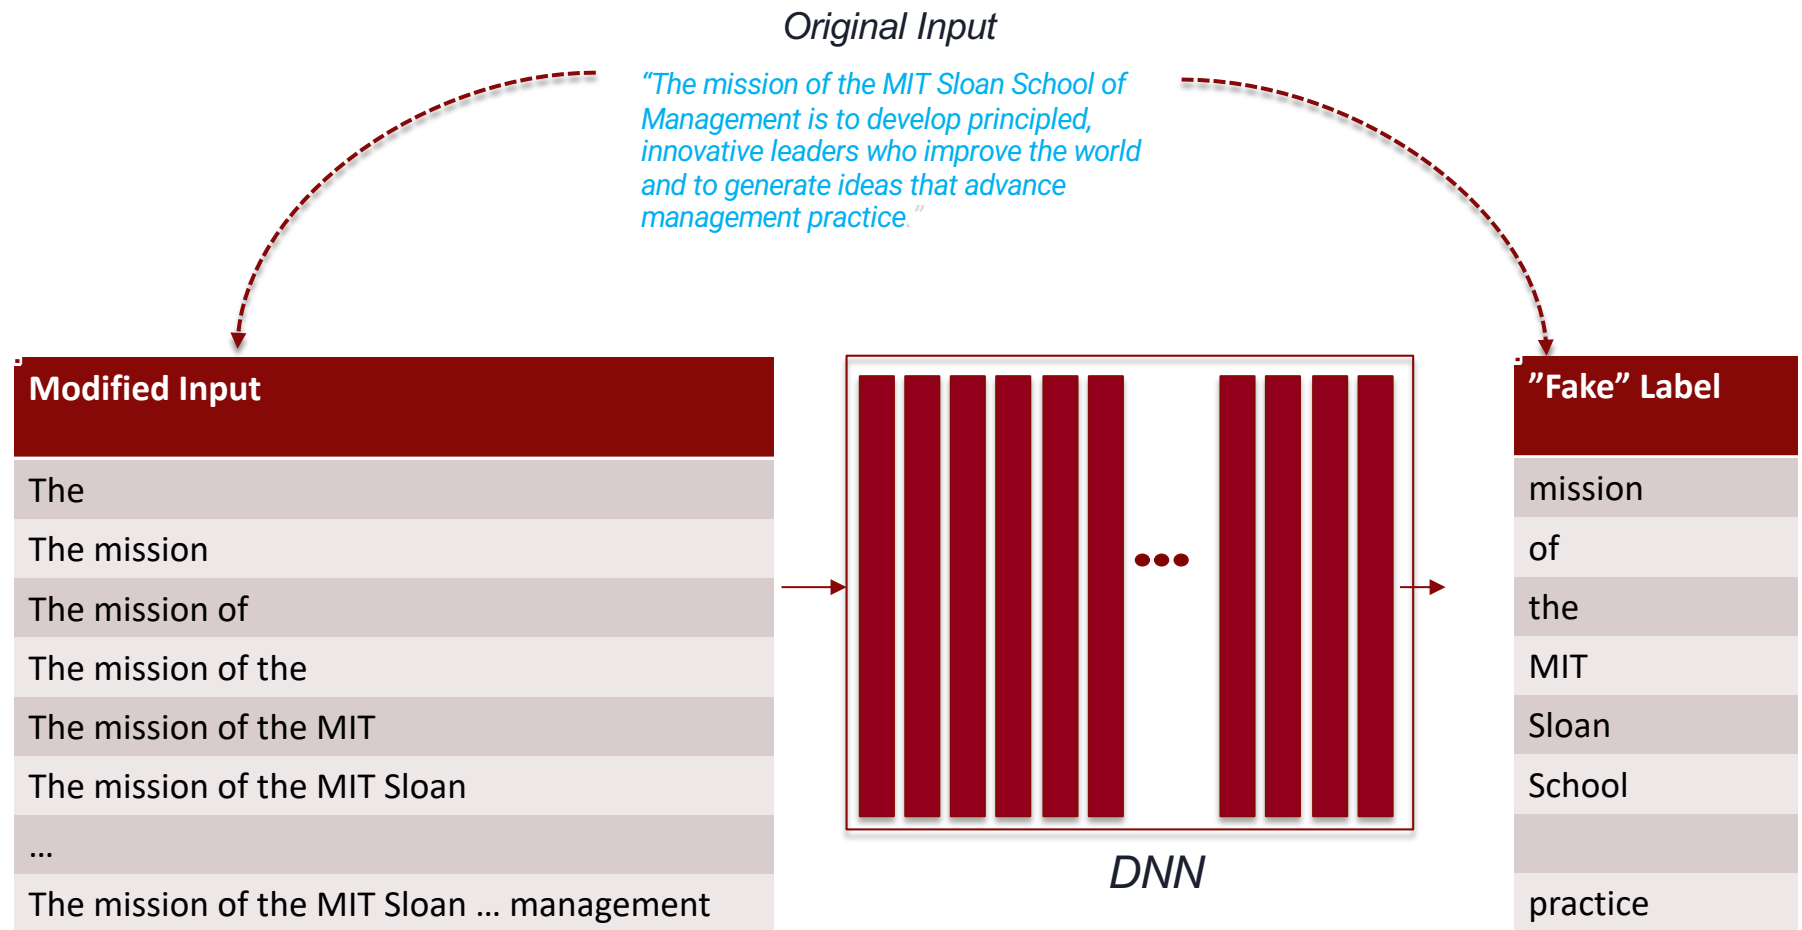 Original Input
“The mission of the MIT Sloan School of
Management is to develop principled,
innovative leaders who improve the world
and to generate ideas that advance
management practice.”
Modified Input
The
The mission
The mission of
The mission of the
The mission of the MIT
The mission of the MIT Sloan
...
The mission of the MIT Sloan ... management
DNN
”Fake” Label
mission
of
the
MIT
Sloan
School
practice